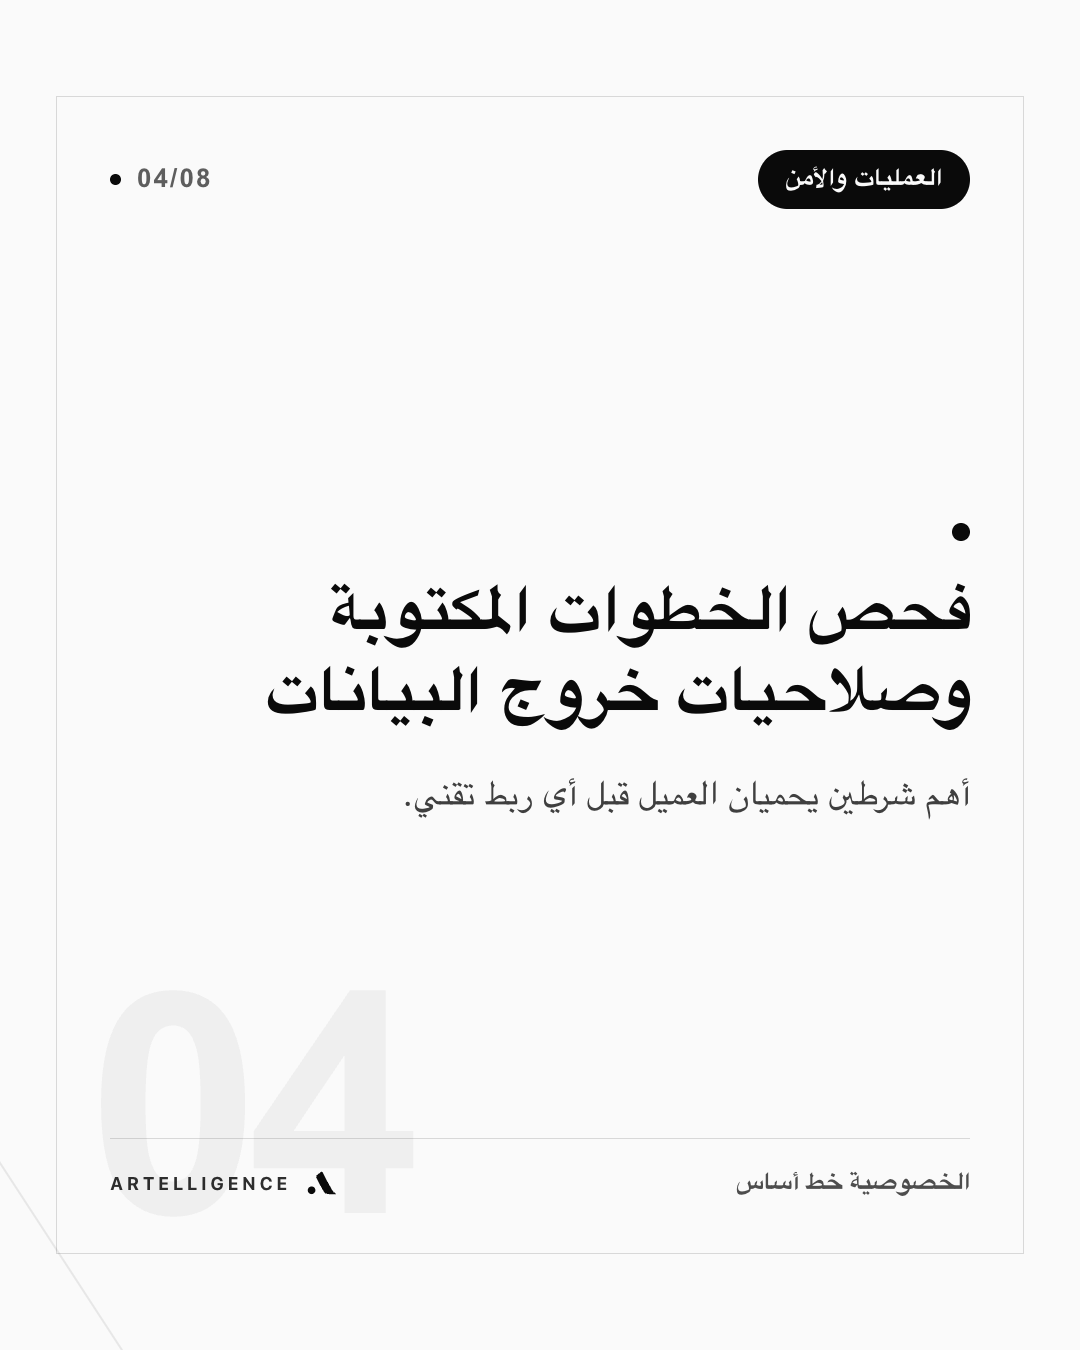 العمليات والأمن
04/08
فحص الخطوات المكتوبة
وصلاحيات خروج البيانات
أهم شرطين يحميان العميل قبل أي ربط تقني.
04
الخصوصية خط أساس
ARTELLIGENCE